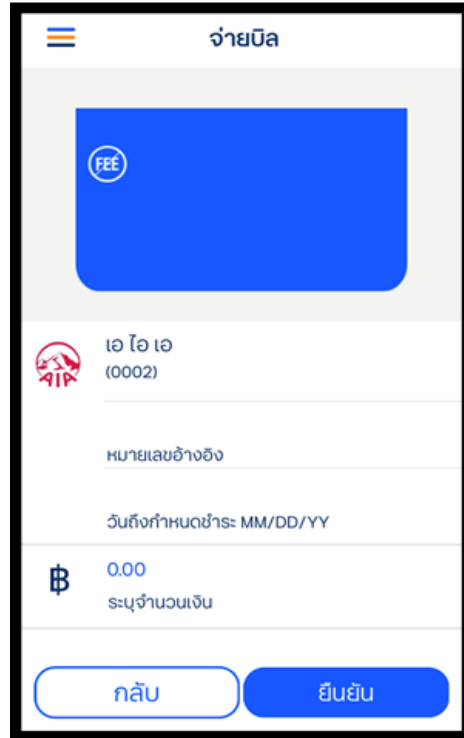 จ่ายบิล
FEE
เอ ไอ เอ
(0002)
AIA
หมายเลขอ้างอิง
วันถึงกำหนดชำระ MM/DD/YY
฿ 0.00
ระบุจำนวนเงิน
กลับ
ยืนยัน